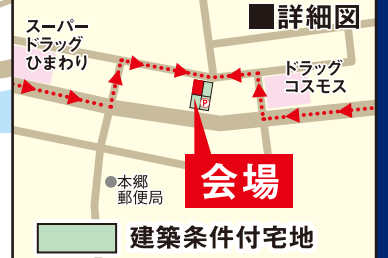 ■詳細図
スーパー
ドラッグ
ひまわり
ドラッグ
コスモス
P
会場
本郷
郵便局
建築条件付宅地